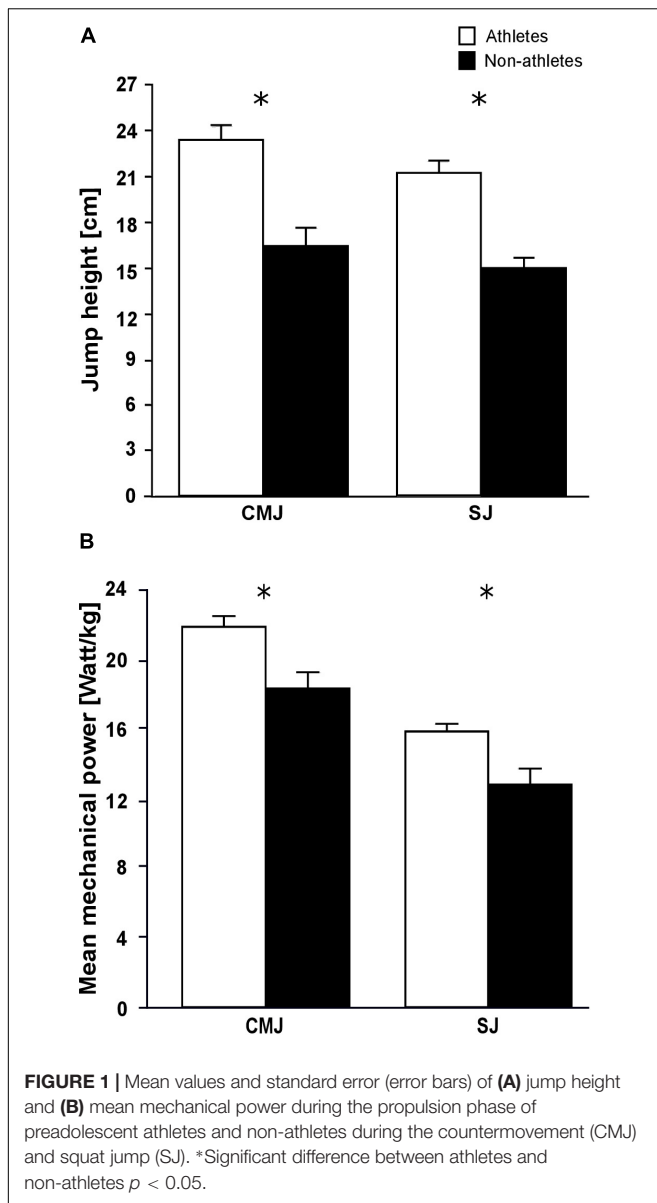 A
Athletes
Non-athletes
27
24
21
18
15
12
9
6
3
0
Jump height [cm]
* *
CMJ SJ
B
24
20
16
12
8
4
0
Mean mechanical power [Watt/kg]
* *
CMJ SJ
FIGURE 1 | Mean values and standard error (error bars) of (A) jump height
and (B) mean mechanical power during the propulsion phase of
preadolescent athletes and non-athletes during the countermovement (CMJ)
and squat jump (SJ). *Significant difference between athletes and
non-athletes p < 0.05.